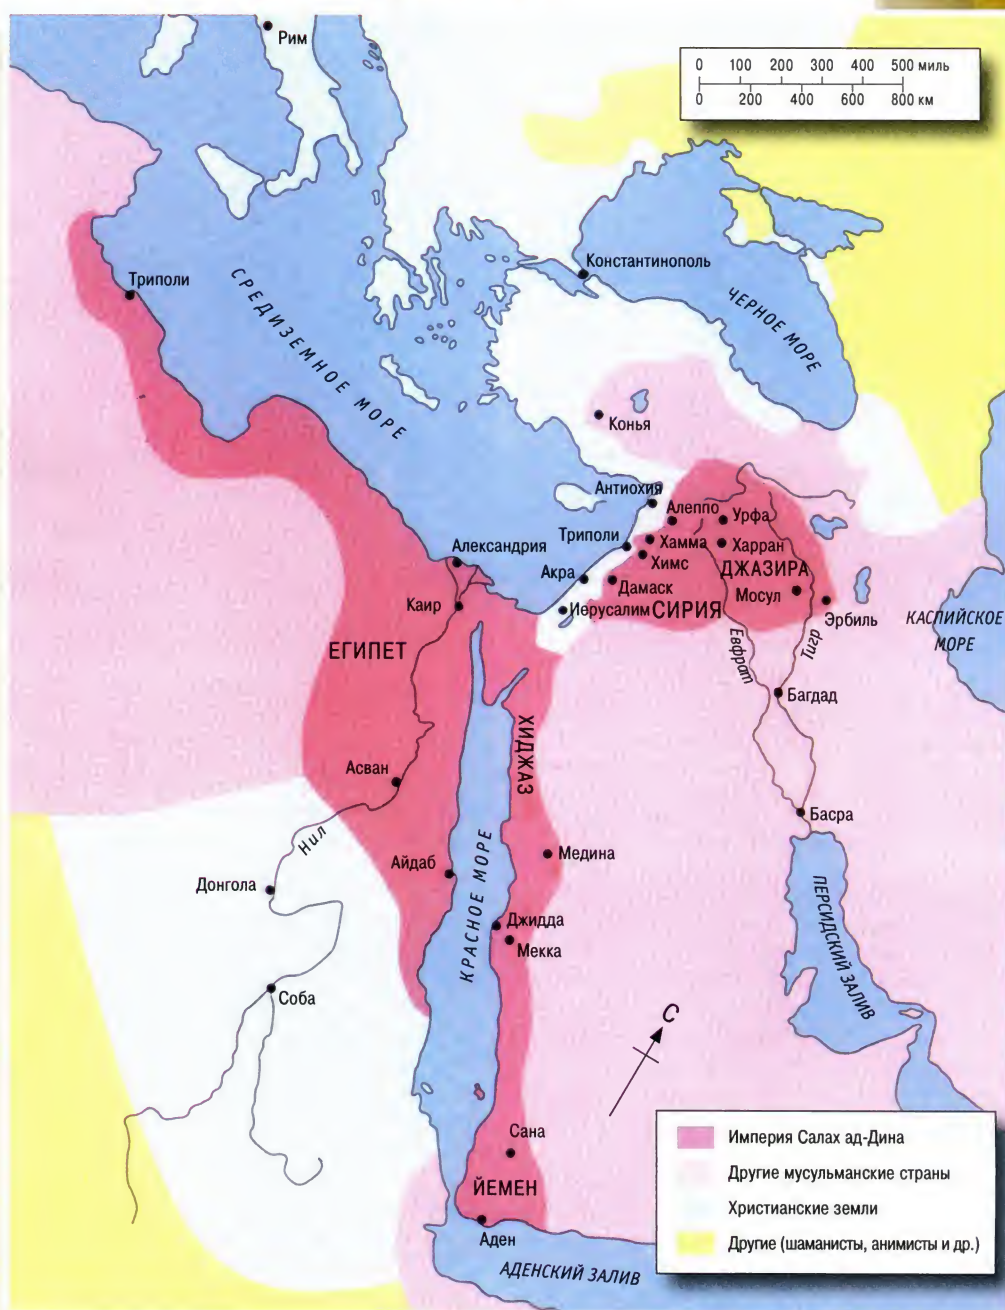 Рим
0 100 200 300 400 500 миль
0 200 400 600 800 км
Константинополь
Триполи
СРЕДИЗЕМНОЕ МОРЕ
ЧЕРНОЕ МОРЕ
Конья
Антиохия
Алеппо
Урфа
Александрия
Триполи
Хамма
Харран
Химс
ДЖАЗИРА
Акра
Дамаск
Мосул
Каир
Иерусалим
СИРИЯ
Эрбиль
КАСПИЙСКОЕ
МОРЕ
ЕГИПЕТ
Евфрат
Тигр
Багдад
ХИДЖАЗ
Асван
Басра
Нил
Айдаб
Медина
Донгола
КРАСНОЕ МОРЕ
ПЕРСИДСКИЙ ЗАЛИВ
Джидда
Мекка
Соба
С
Сана
ЙЕМЕН
Аден
АДЕНСКИЙ ЗАЛИВ
Империя Салах ад-Дина
Другие мусульманские страны
Христианские земли
Другие (шаманисты, анимисты и др.)